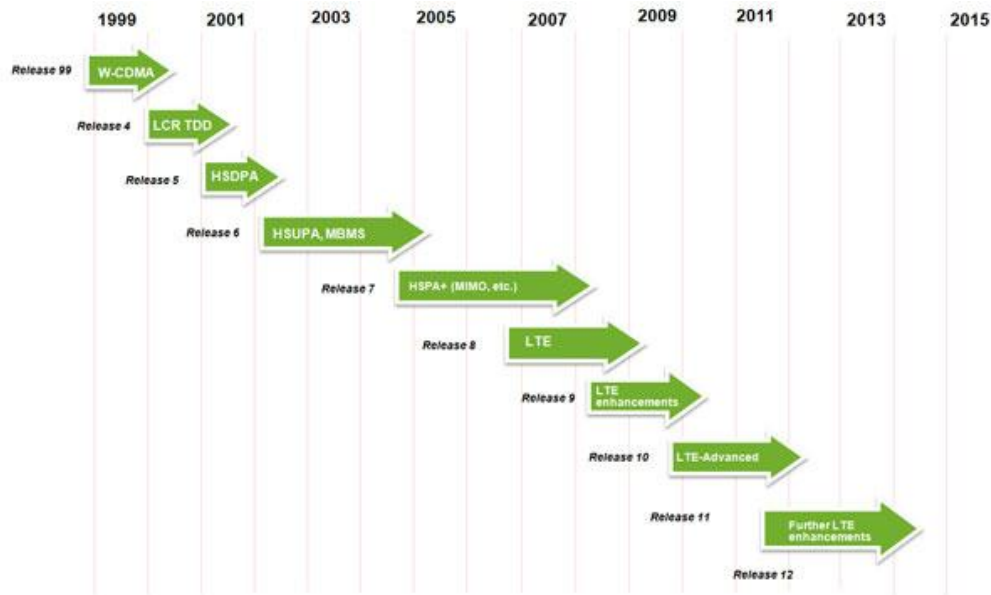 1999 2001 2003 2005 2007 2009 2011 2013 2015
Release 99 W-CDMA
Release 4 LCR TDD
Release 5 HSDPA
Release 6 HSUPA, MBMS
Release 7 HSPA+ (MIMO, etc.)
Release 8 LTE
Release 9 LTE
enhancements
Release 10 LTE-Advanced
Release 11 Further LTE
enhancements
Release 12